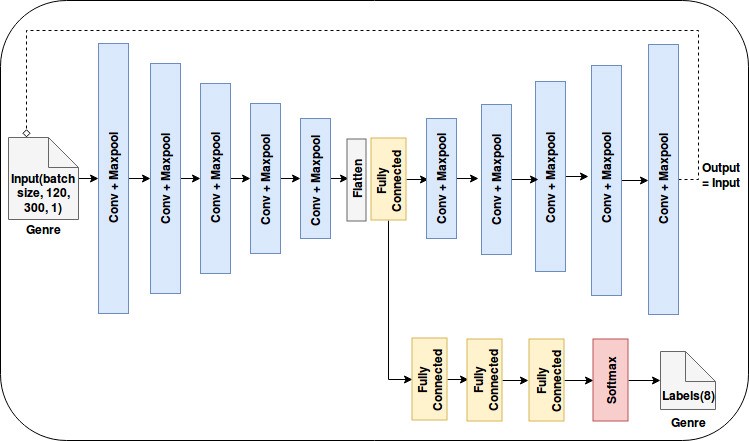 Input(batch
size, 120,
300, 1)
Genre
Conv + Maxpool
Conv + Maxpool
Conv + Maxpool
Conv + Maxpool
Conv + Maxpool
Flatten
Fully
Connected
Conv + Maxpool
Conv + Maxpool
Conv + Maxpool
Conv + Maxpool
Conv + Maxpool
Output
= Input
Fully
Connected
Fully
Connected
Fully
Connected
Softmax
Labels(8)
Genre